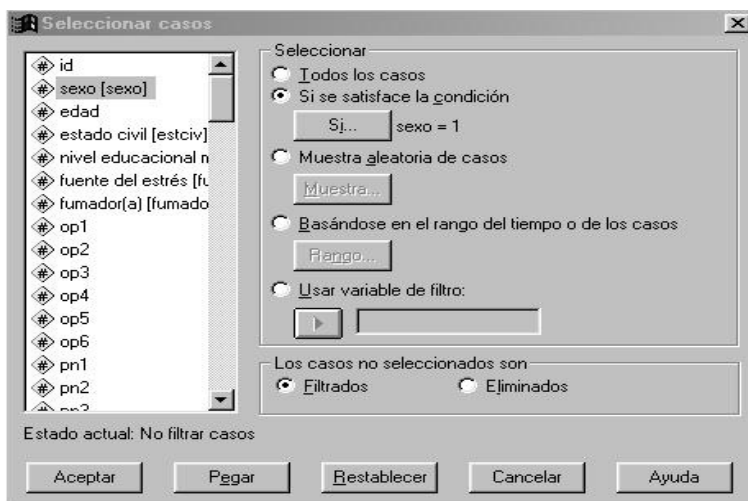 Seleccionar casos
id
sexo [sexo]
edad
estado civil [estciv]
nivel educacional n
fuente del estrés [fu
fumador(a) [fumado
op1
op2
op3
op4
op5
op6
pn1
pn2
pn3
Seleccionar
Todos los casos
Si se satisface la condición
Si... sexo = 1
Muestra aleatoria de casos
Muestra...
Basándose en el rango del tiempo o de los casos
Rango...
Usar variable de filtro:
Los casos no seleccionados son
Filtrados Eliminados
Estado actual: No filtrar casos
Aceptar Pegar Restablecer Cancelar Ayuda